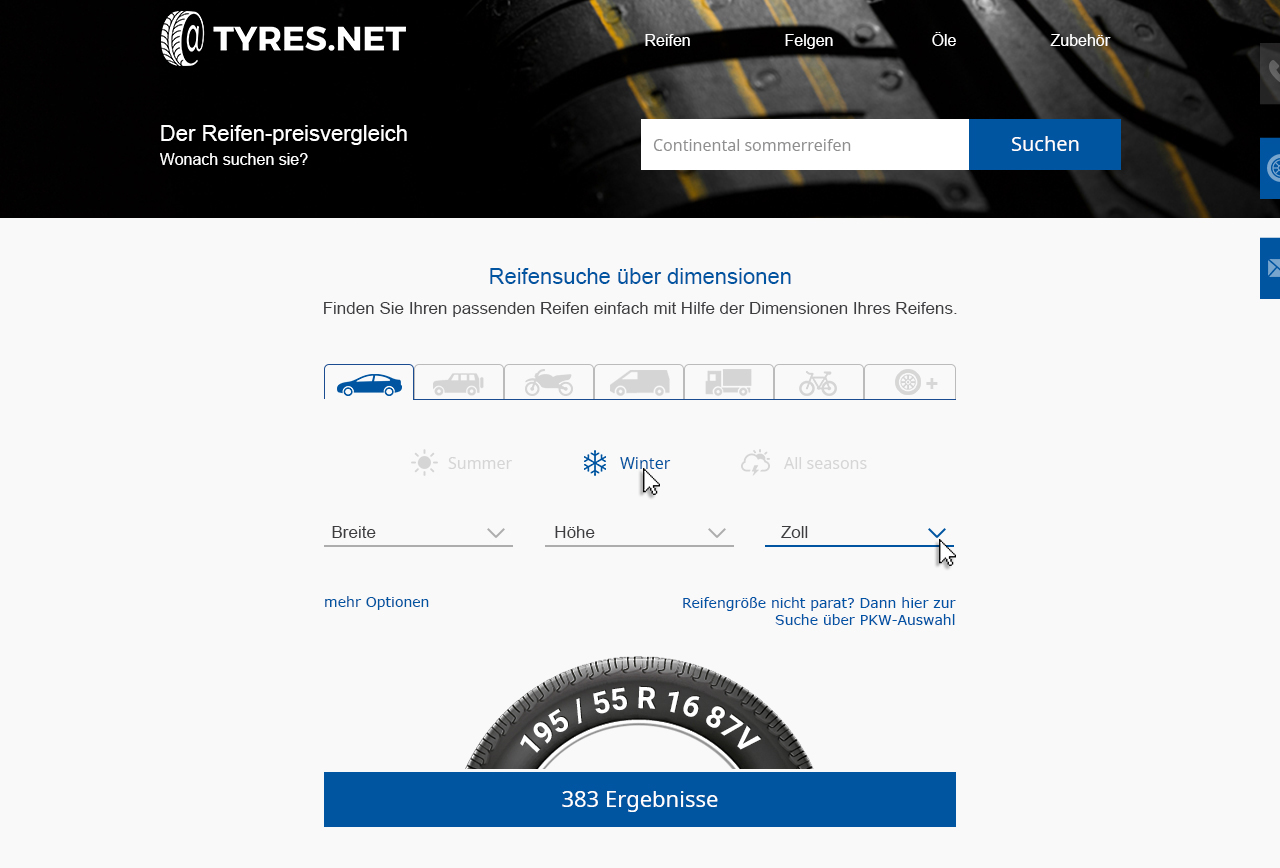 @ TYRES.NET
Reifen
Felgen
Öle
Zubehör
Der Reifen-preisvergleich
Wonach suchen sie?
Continental sommerreifen
Suchen
Reifensuche über dimensionen
Finden Sie Ihren passenden Reifen einfach mit Hilfe der Dimensionen Ihres Reifens.
Summer
Winter
All seasons
Breite
Höhe
Zoll
mehr Optionen
Reifengröße nicht parat? Dann hier zur
Suche über PKW-Auswahl
195 / 55 R 16 87V
383 Ergebnisse